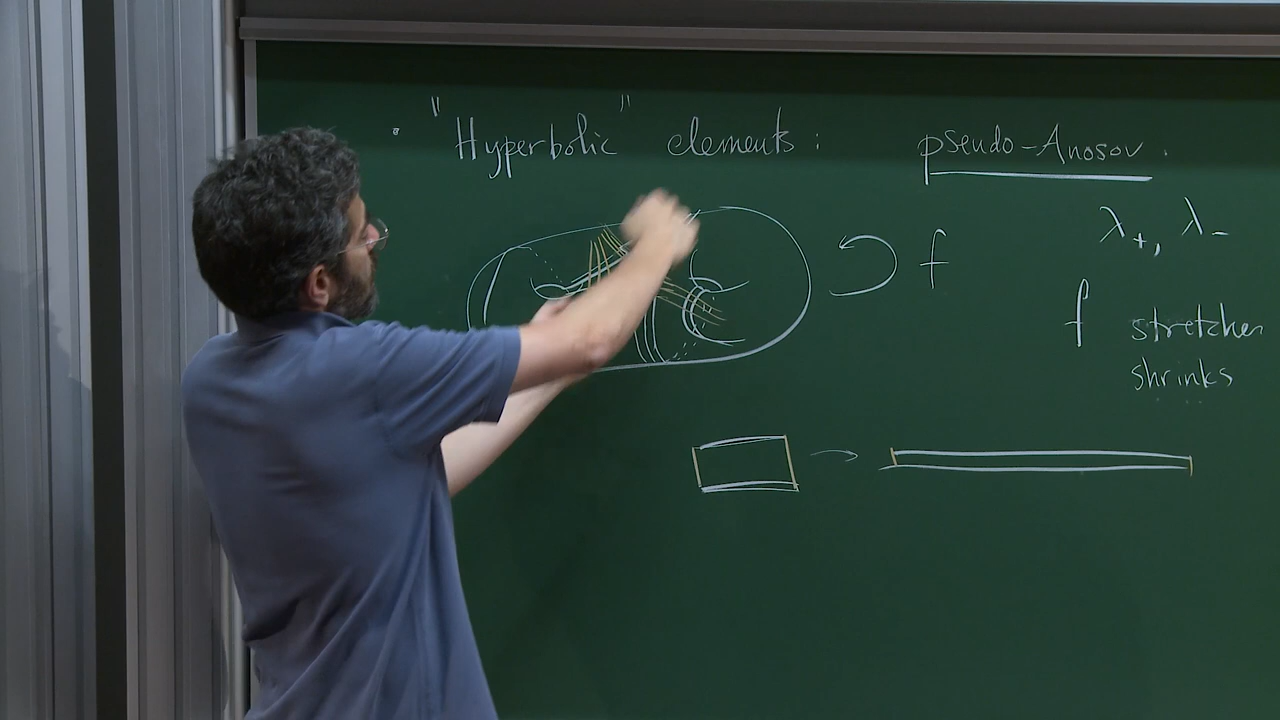 · "Hyperbolic" elements : pseudo-Anosov.
λ+, λ-
f
f stretches
shrinks